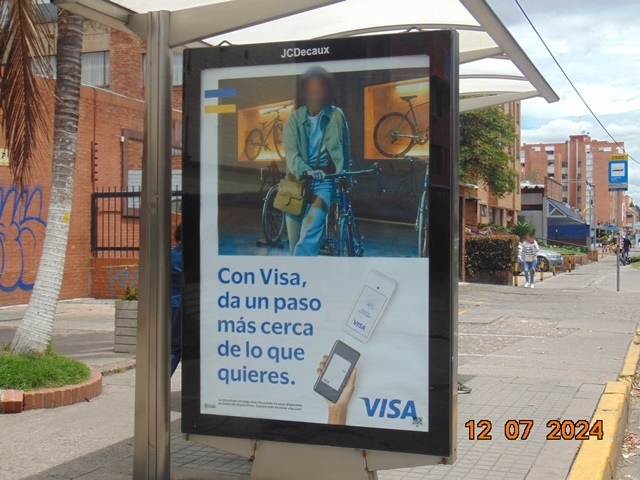 JCDecaux
Con Visa,
da un paso
más cerca
de lo que
quieres.
VISA
VISA
12 07 2024